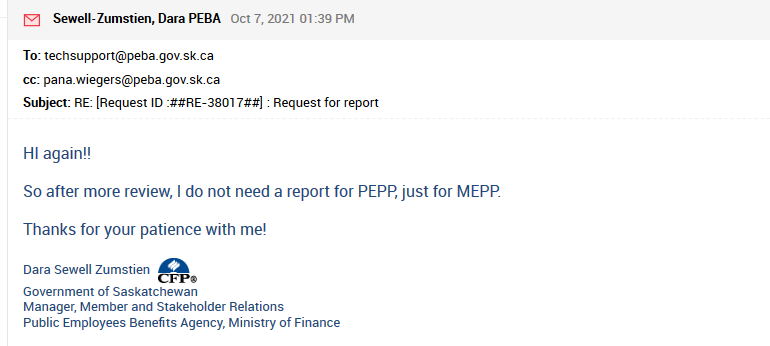 Sewell-Zumstien, Dara PEBA Oct 7, 2021 01:39 PM
To: techsupport@peba.gov.sk.ca
cc: pana.wiegers@peba.gov.sk.ca
Subject: RE: [Request ID :##RE-38017##] : Request for report
HI again!!
So after more review, I do not need a report for PEPP, just for MEPP.
Thanks for your patience with me!
Dara Sewell Zumstien CFP®
Government of Saskatchewan
Manager, Member and Stakeholder Relations
Public Employees Benefits Agency, Ministry of Finance